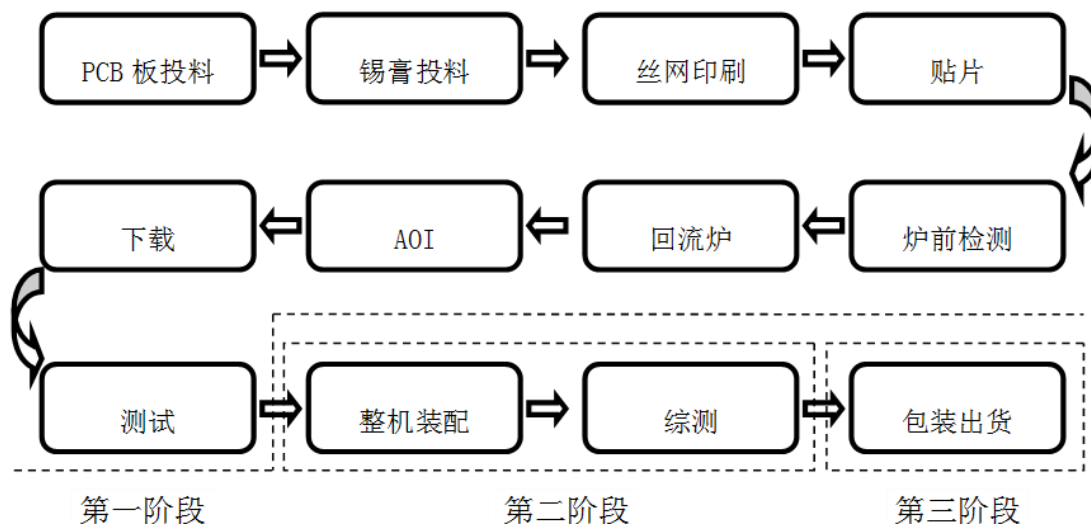 PCB 板投料
锡膏投料
丝网印刷
贴片
下载
AOI
回流炉
炉前检测
测试
整机装配
综测
包装出货
第一阶段
第二阶段
第三阶段